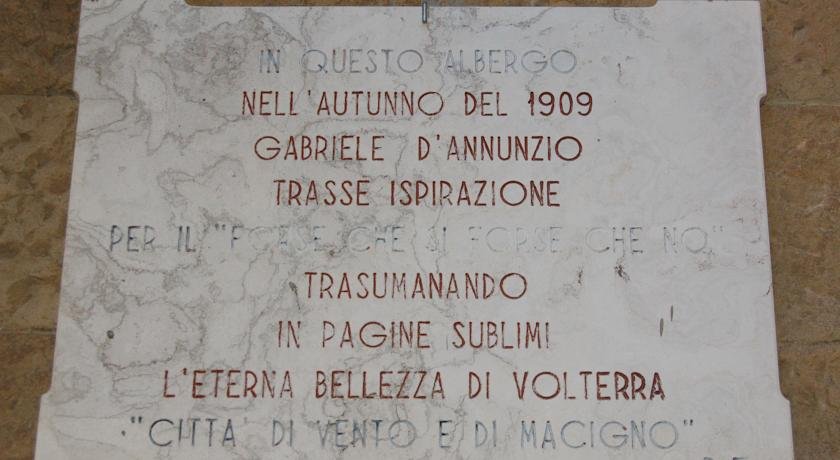 IN QUESTO ALBERGO
NELL'AUTUNNO DEL 1909
GABRIELE D'ANNUNZIO
TRASSE ISPIRAZIONE
PER IL "FORSE CHE SI FORSE CHE NO"
TRASUMANANDO
IN PAGINE SUBLIMI
L'ETERNA BELLEZZA DI VOLTERRA
"CITTA' DI VENTO E DI MACIGNO"